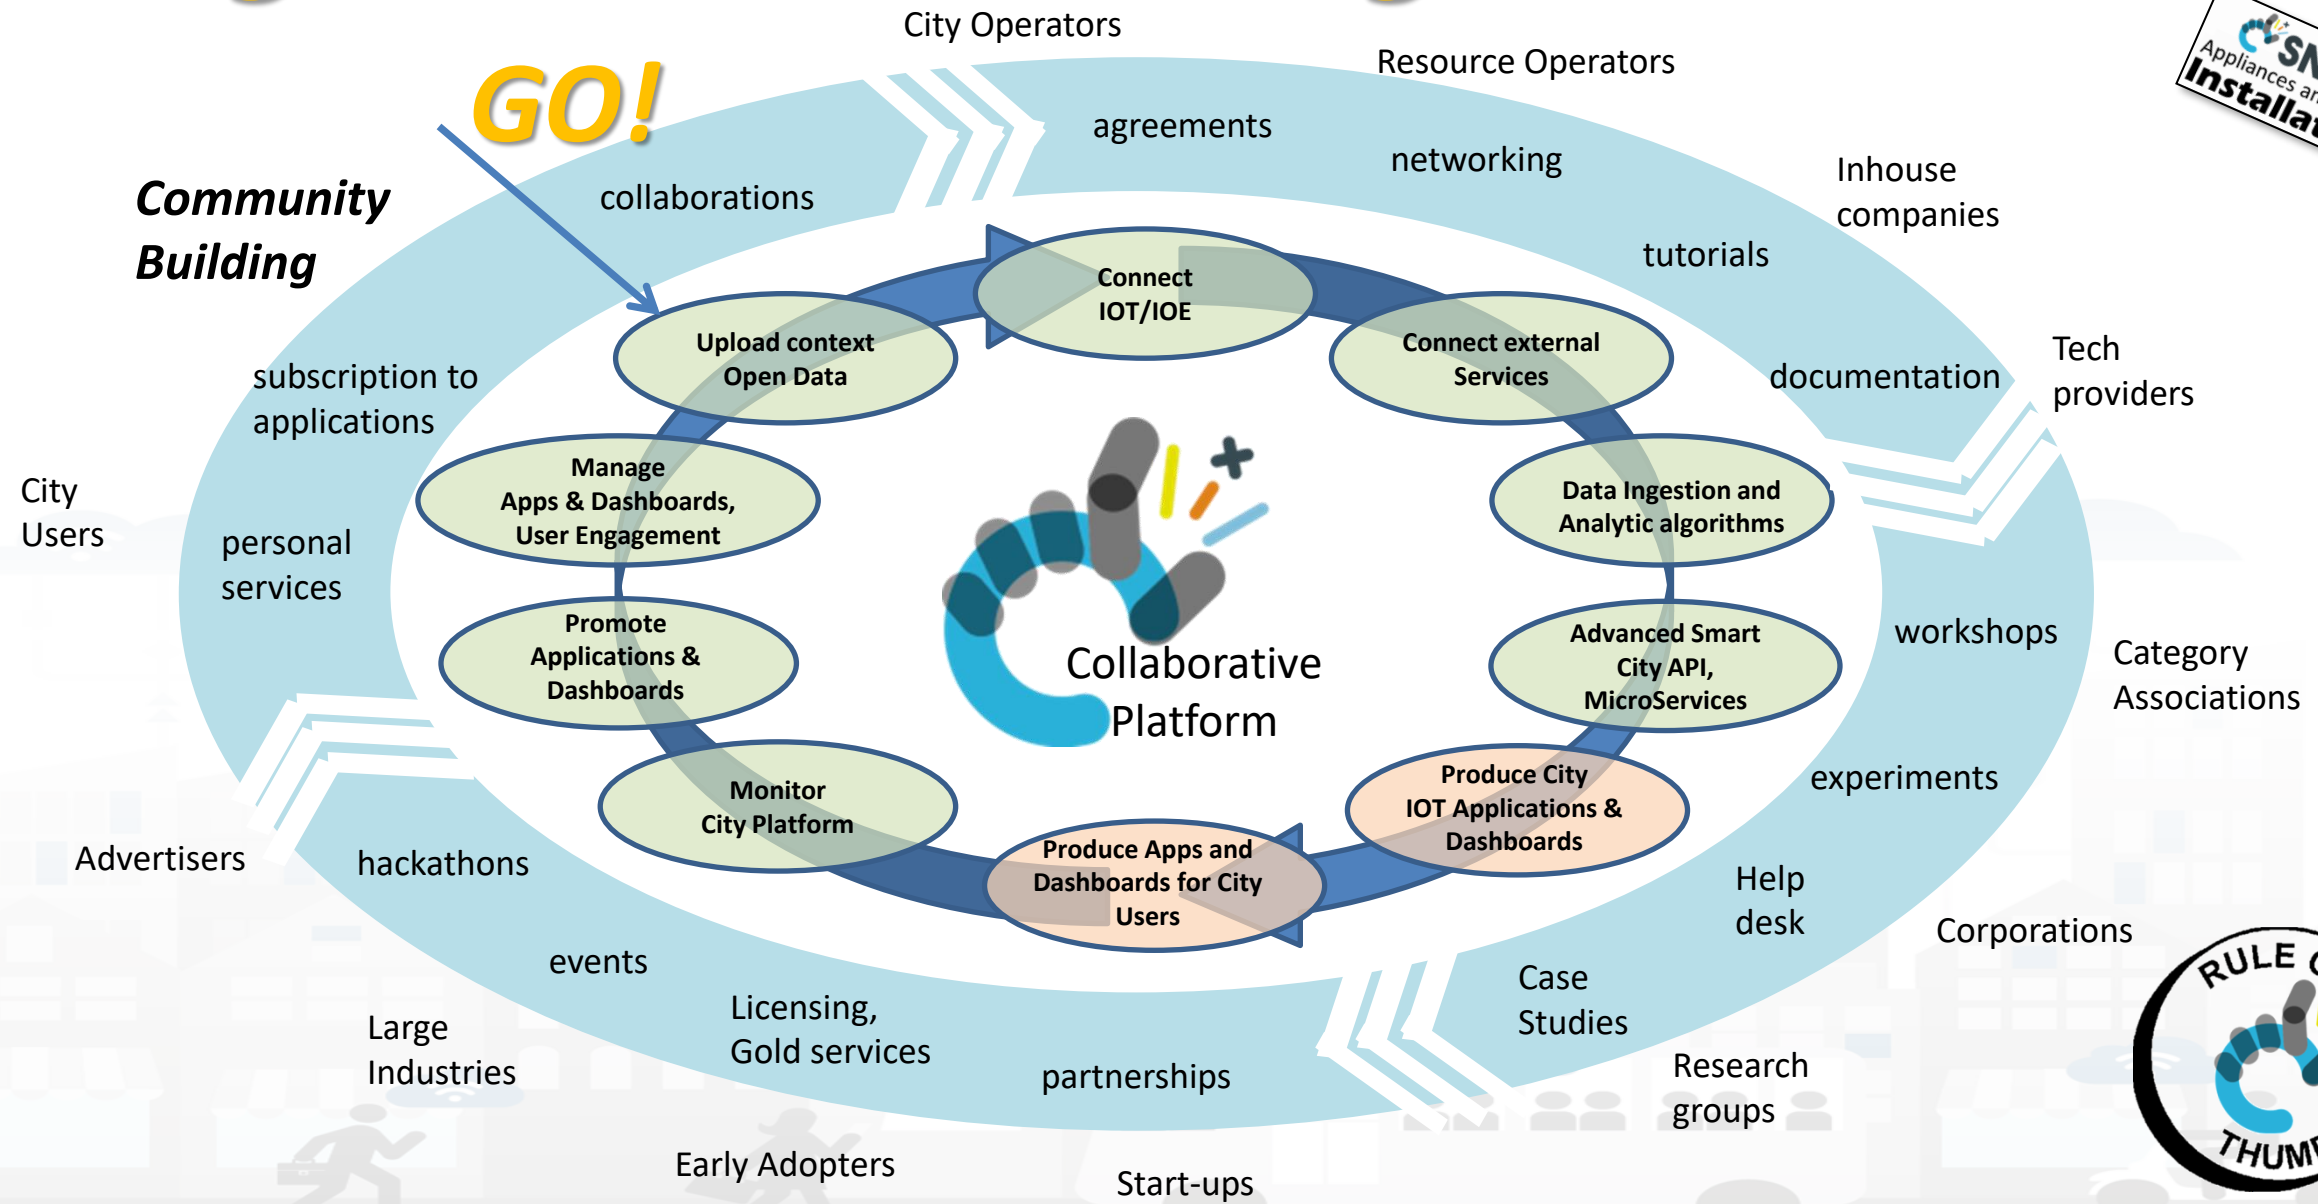 City Operators
Resource Operators
GO!
agreements
networking
Inhouse
companies
Community
Building
collaborations
tutorials
Connect
IOT/IOE
Upload context
Open Data
Connect external
Services
Tech
providers
documentation
subscription to
applications
Manage
Apps & Dashboards,
User Engagement
Data Ingestion and
Analytic algorithms
City
Users
personal
services
Promote
Applications &
Dashboards
Collaborative
Platform
Advanced Smart
City API,
MicroServices
workshops
Category
Associations
Monitor
City Platform
Produce City
IOT Applications &
Dashboards
experiments
Produce Apps and
Dashboards for City
Users
Advertisers
hackathons
Help
desk
Corporations
events
Case
Studies
Licensing,
Gold services
Large
Industries
partnerships
Research
groups
Early Adopters
Start-ups
Appliances
RULE